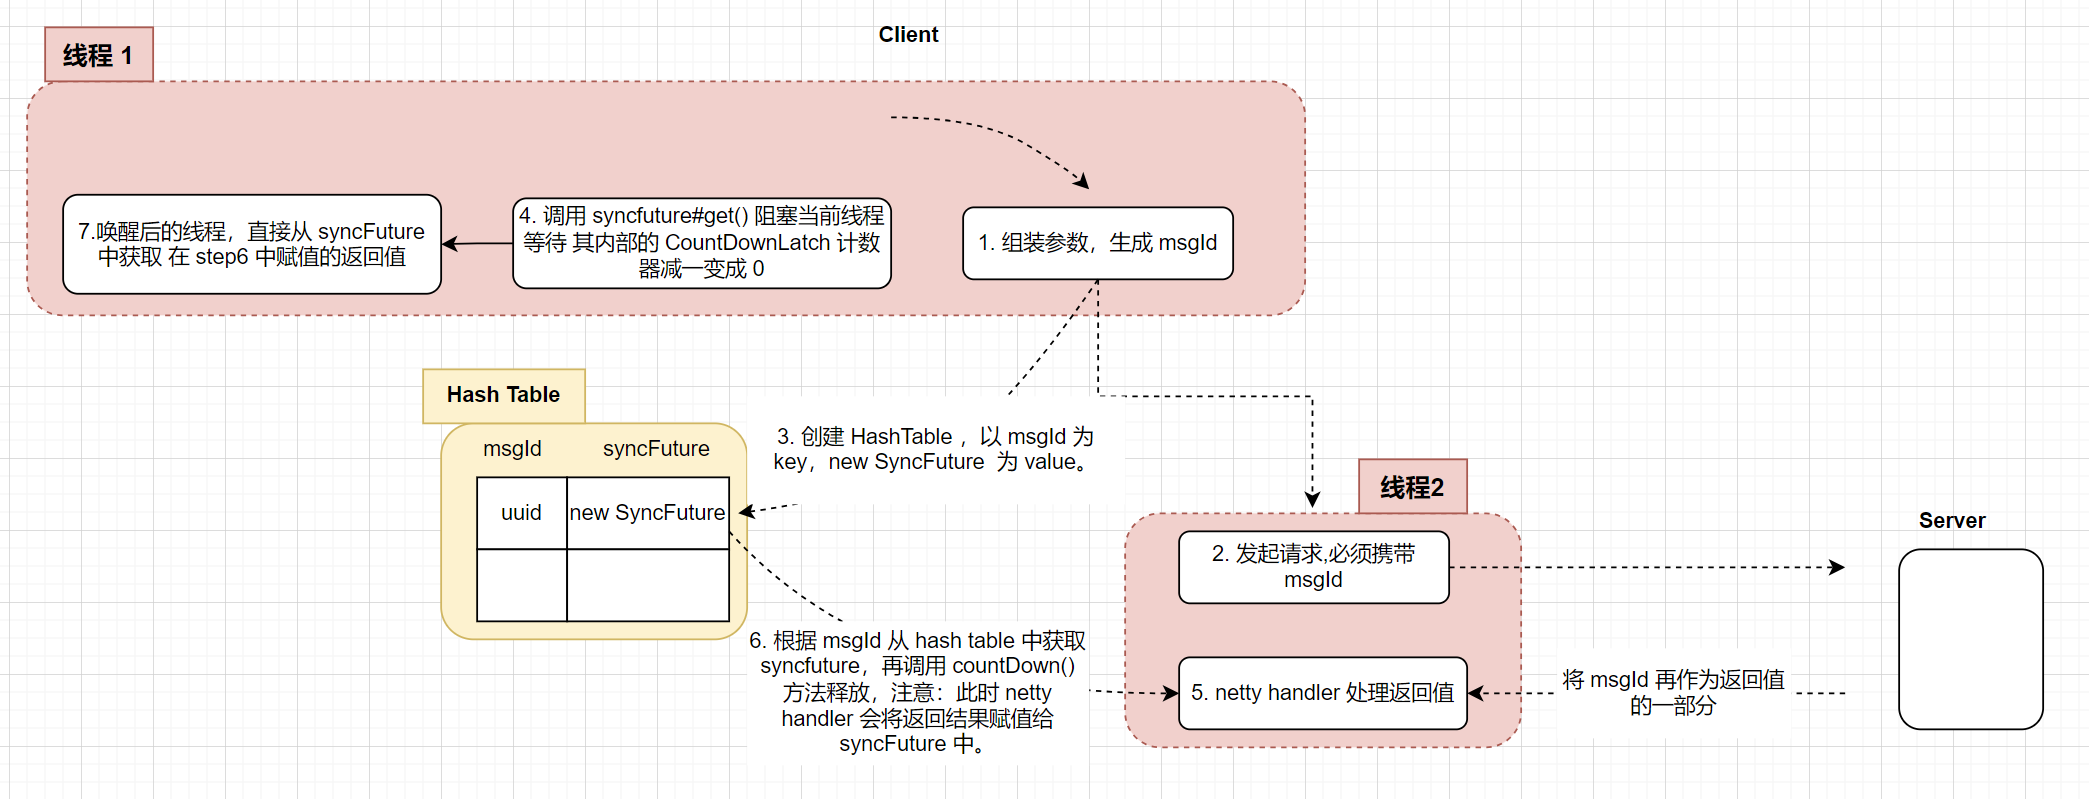 Client
线程 1
7.唤醒后的线程，直接从 syncFuture
中获取 在 step6 中赋值的返回值
4. 调用 syncfuture#get() 阻塞当前线程
等待 其内部的 CountDownLatch 计数
器减一变成 0
1. 组装参数，生成 msgId
Hash Table
msgId
syncFuture
uuid
new SyncFuture
3. 创建 HashTable ，以 msgId 为
key，new SyncFuture  为 value。
线程2
2. 发起请求,必须携带
msgId
Server
6. 根据 msgId 从 hash table 中获取
syncfuture，再调用 countDown()
方法释放，注意：此时 netty
handler 会将返回结果赋值给
syncFuture 中。
5. netty handler 处理返回值
将 msgId 再作为返回值
的一部分